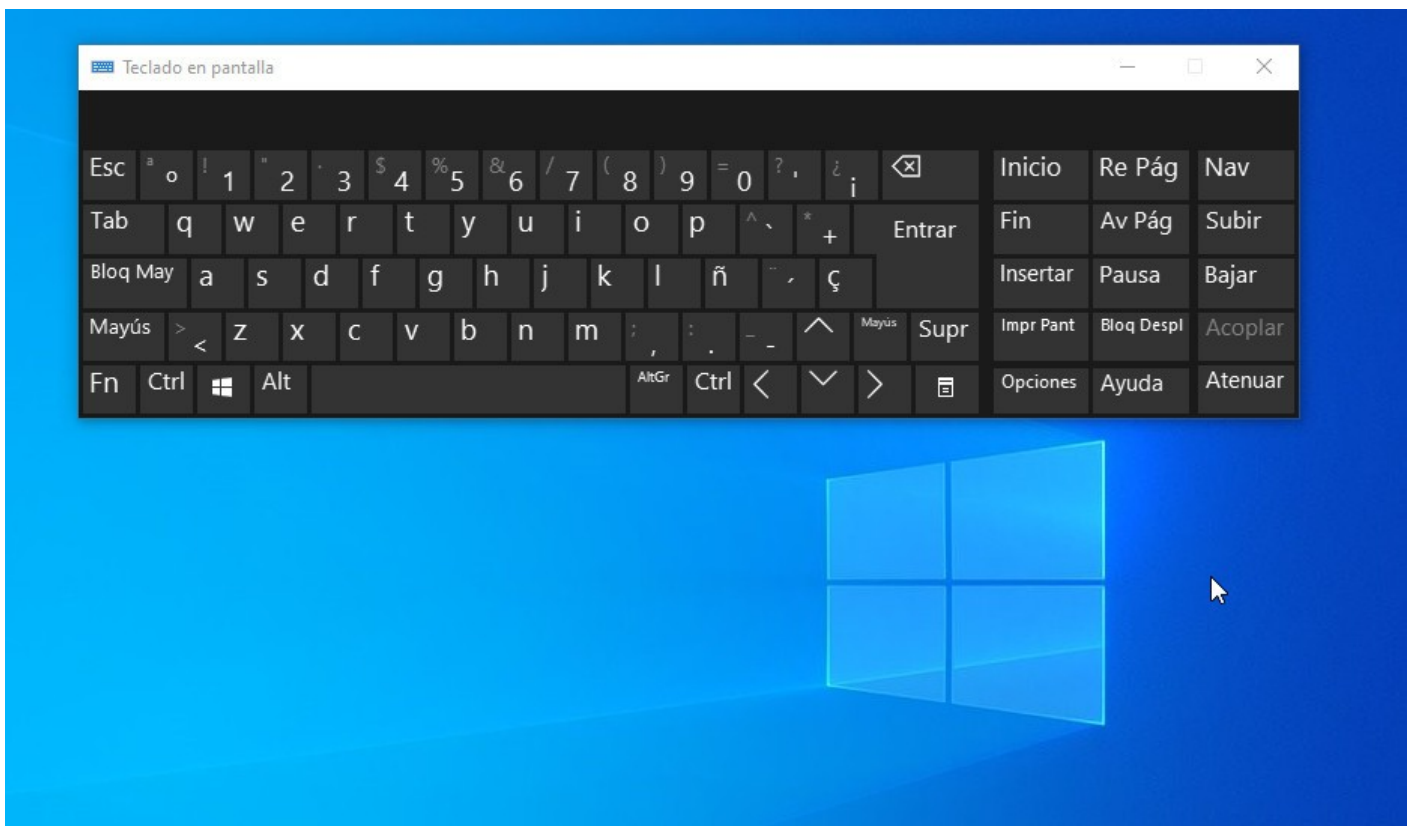 Teclado en pantalla
Esc ª º ! 1 " 2 · 3 $ 4 % 5 & 6 / 7 ( 8 ) 9 = 0 ? ' ¿ ¡ Inicio Re Pág Nav
Tab q w e r t y u i o p ^ ` * + Entrar Fin Av Pág Subir
Bloq May a s d f g h j k l ñ ¨ ´ ç Insertar Pausa Bajar
Mayús > < z x c v b n m ; , : . _ - Mayús Supr Impr Pant Bloq Despl Acoplar
Fn Ctrl Alt AltGr Ctrl Opciones Ayuda Atenuar